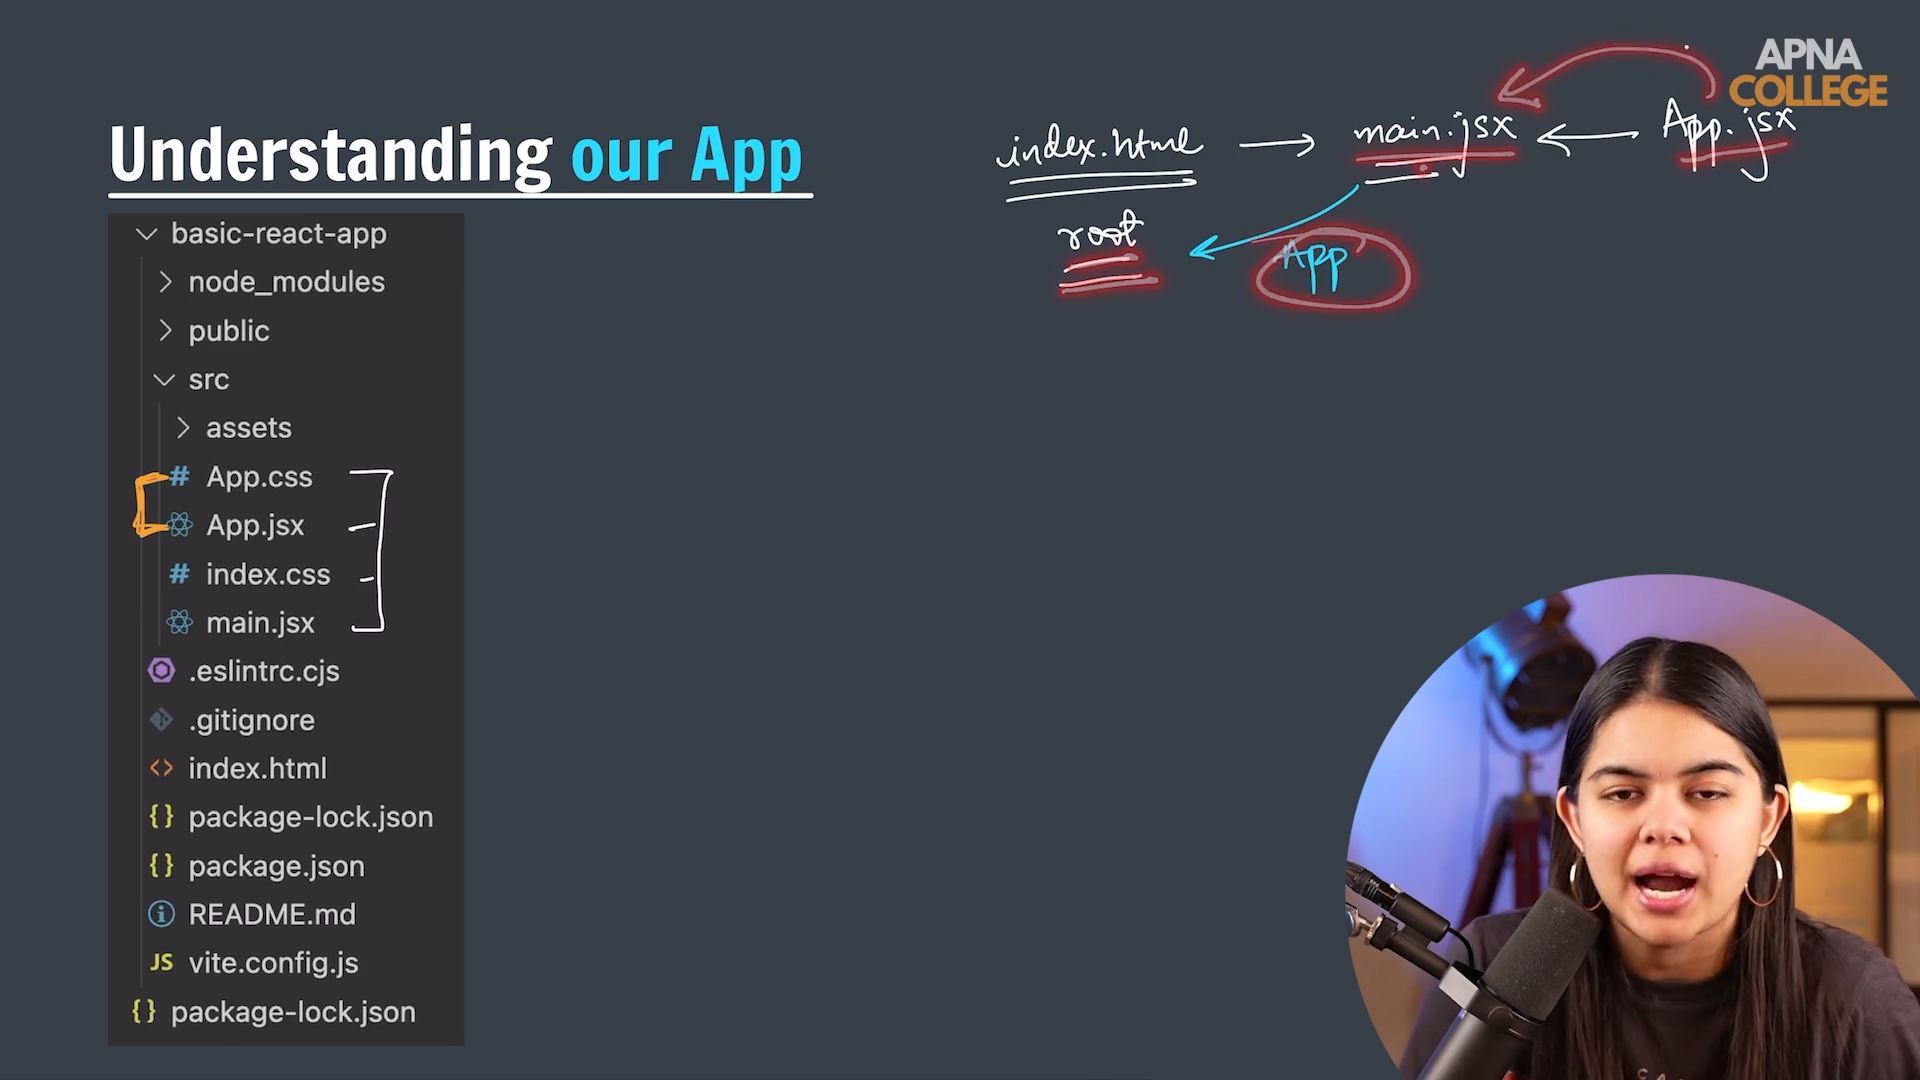 APNA
COLLEGE
Understanding our App
index.html → main.jsx ← App.jsx
root
App
basic-react-app
node_modules
public
src
assets
# App.css
App.jsx
# index.css
main.jsx
.eslintrc.cjs
.gitignore
<> index.html
{} package-lock.json
{} package.json
README.md
JS vite.config.js
{} package-lock.json